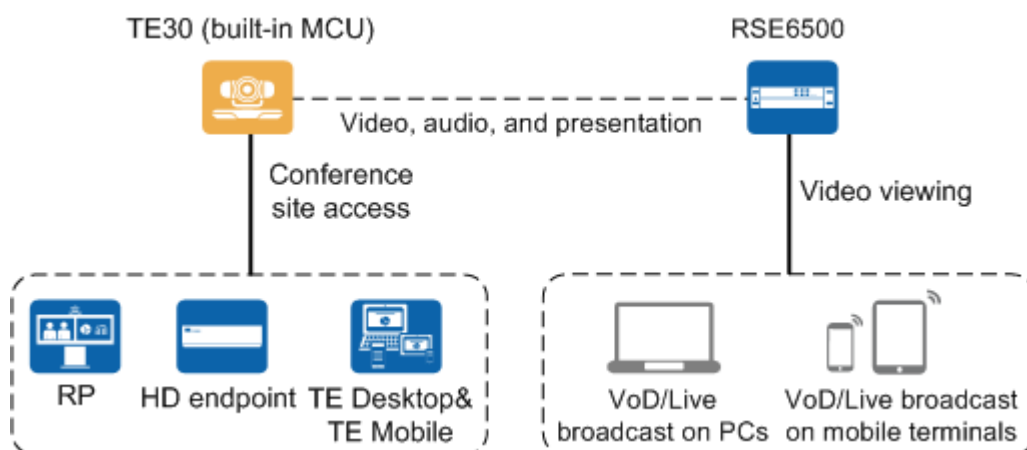 TE30 (built-in MCU)
RSE6500
Video, audio, and presentation
Conference
site access
Video viewing
RP
HD endpoint
TE Desktop&
TE Mobile
VoD/Live
broadcast on PCs
VoD/Live broadcast
on mobile terminals